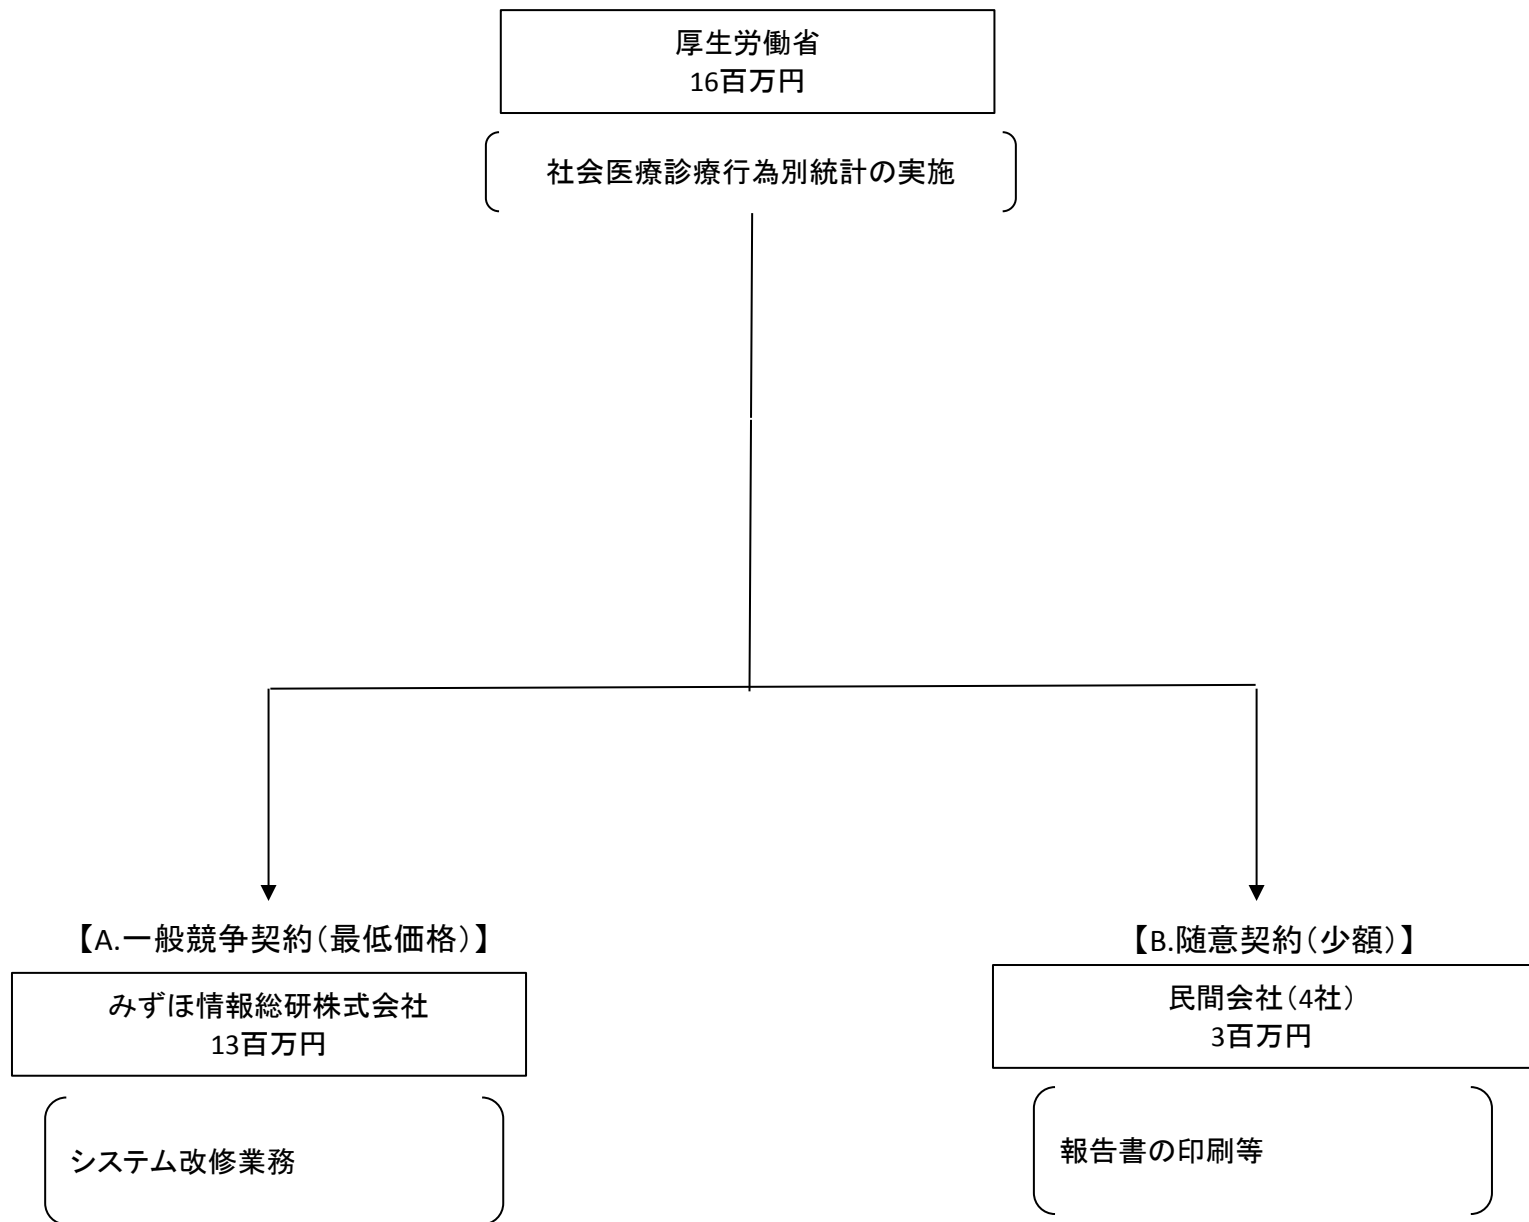 厚生労働省
16百万円
社会医療診療行為別統計の実施
【A.一般競争契約(最低価格)】
みずほ情報総研株式会社
13百万円
システム改修業務
【B.随意契約(少額)】
民間会社(4社)
3百万円
報告書の印刷等